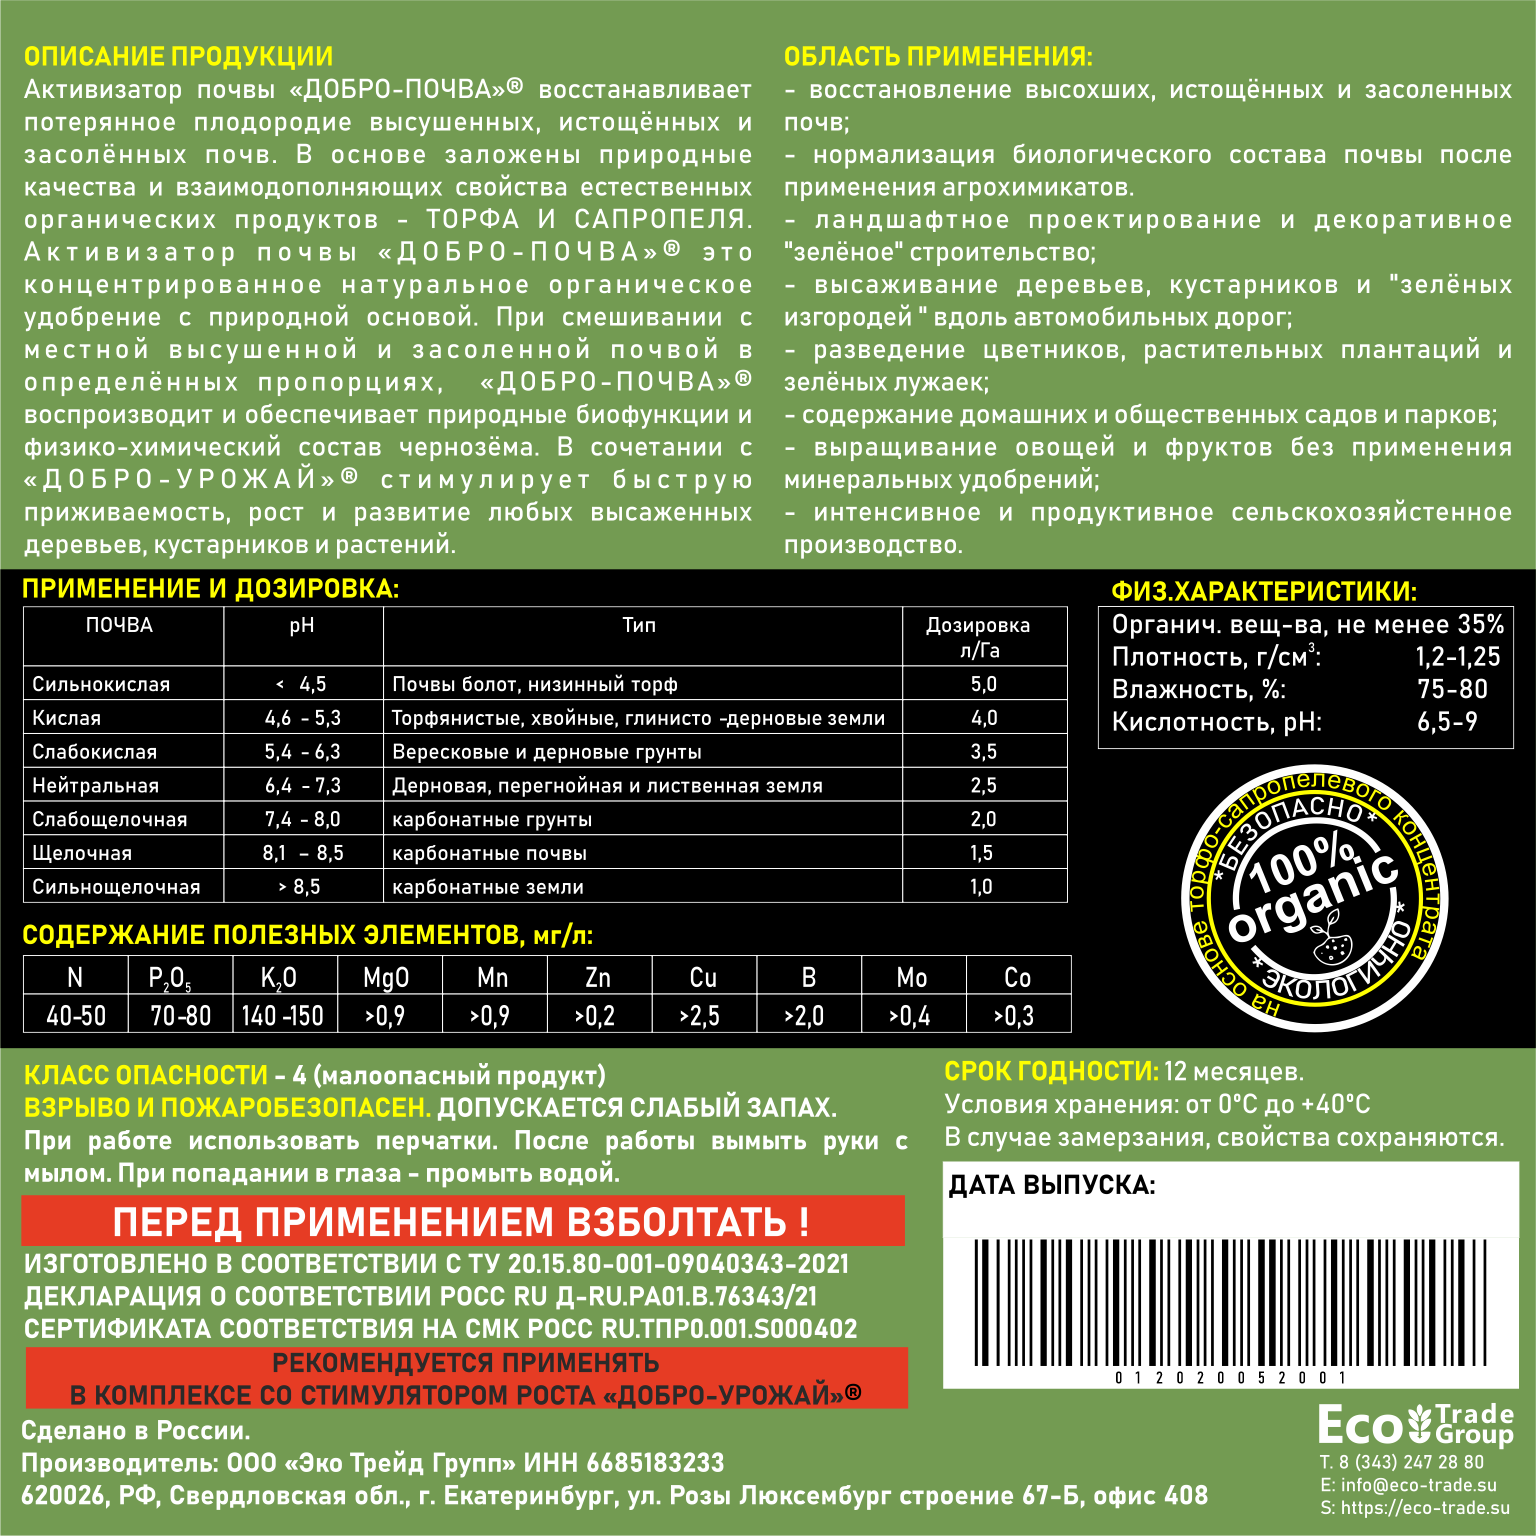 ОПИСАНИЕ ПРОДУКЦИИ
Активизатор почвы «ДОБРО-ПОЧВА»® восстанавливает
потерянное плодородие высушенных, истощённых и
засолённых почв. В основе заложены природные
качества и взаимодополняющих свойства естественных
органических продуктов - ТОРФА И САПРОПЕЛЯ.
Активизатор почвы «ДОБРО-ПОЧВА»® это
концентрированное натуральное органическое
удобрение с природной основой. При смешивании с
местной высушенной и засоленной почвой в
определённых пропорциях, «ДОБРО-ПОЧВА»®
воспроизводит и обеспечивает природные биофункции и
физико-химический состав чернозёма. В сочетании с
«ДОБРО-УРОЖАЙ»® стимулирует быструю
приживаемость, рост и развитие любых высаженных
деревьев, кустарников и растений.
ОБЛАСТЬ ПРИМЕНЕНИЯ:
- восстановление высохших, истощённых и засоленных
почв;
- нормализация биологического состава почвы после
применения агрохимикатов.
- ландшафтное проектирование и декоративное
"зелёное" строительство;
- высаживание деревьев, кустарников и "зелёных
изгородей " вдоль автомобильных дорог;
- разведение цветников, растительных плантаций и
зелёных лужаек;
- содержание домашних и общественных садов и парков;
- выращивание овощей и фруктов без применения
минеральных удобрений;
- интенсивное и продуктивное сельскохозяйстенное
производство.
ПРИМЕНЕНИЕ И ДОЗИРОВКА:
ПОЧВА pH Тип Дозировка
л/Га
Сильнокислая < 4,5 Почвы болот, низинный торф 5,0
Кислая 4,6 - 5,3 Торфянистые, хвойные, глинисто -дерновые земли 4,0
Слабокислая 5,4 - 6,3 Вересковые и дерновые грунты 3,5
Нейтральная 6,4 - 7,3 Дерновая, перегнойная и лиственная земля 2,5
Слабощелочная 7,4 - 8,0 карбонатные грунты 2,0
Щелочная 8,1 – 8,5 карбонатные почвы 1,5
Сильнощелочная > 8,5 карбонатные земли 1,0
ФИЗ.ХАРАКТЕРИСТИКИ:
Органич. вещ-ва, не менее 35%
Плотность, г/см³: 1,2-1,25
Влажность, %: 75-80
Кислотность, pH: 6,5-9
на основе торфо-сапропелевого концентрата
*БЕЗОПАСНО*
100%
organic
*ЭКОЛОГИЧНО*
СОДЕРЖАНИЕ ПОЛЕЗНЫХ ЭЛЕМЕНТОВ, мг/л:
N P₂O₅ K₂O MgO Mn Zn Cu B Mo Co
40-50 70-80 140 -150 >0,9 >0,9 >0,2 >2,5 >2,0 >0,4 >0,3
КЛАСС ОПАСНОСТИ - 4 (малоопасный продукт)
ВЗРЫВО И ПОЖАРОБЕЗОПАСЕН. ДОПУСКАЕТСЯ СЛАБЫЙ ЗАПАХ.
При работе использовать перчатки. После работы вымыть руки с
мылом. При попадании в глаза - промыть водой.
ПЕРЕД ПРИМЕНЕНИЕМ ВЗБОЛТАТЬ !
ИЗГОТОВЛЕНО В СООТВЕТСТВИИ С ТУ 20.15.80-001-09040343-2021
ДЕКЛАРАЦИЯ О СООТВЕТСТВИИ РОСС RU Д-RU.РА01.В.76343/21
СЕРТИФИКАТА СООТВЕТСТВИЯ НА СМК РОСС RU.ТПР0.001.S000402
РЕКОМЕНДУЕТСЯ ПРИМЕНЯТЬ
В КОМПЛЕКСЕ СО СТИМУЛЯТОРОМ РОСТА «ДОБРО-УРОЖАЙ»®
СРОК ГОДНОСТИ: 12 месяцев.
Условия хранения: от 0°C до +40°C
В случае замерзания, свойства сохраняются.
ДАТА ВЫПУСКА:
012020052001
Сделано в России.
Производитель: ООО «Эко Трейд Групп» ИНН 6685183233
620026, РФ, Свердловская обл., г. Екатеринбург, ул. Розы Люксембург строение 67-Б, офис 408
Eco Trade
Group
T. 8 (343) 247 28 80
E: info@eco-trade.su
S: https://eco-trade.su